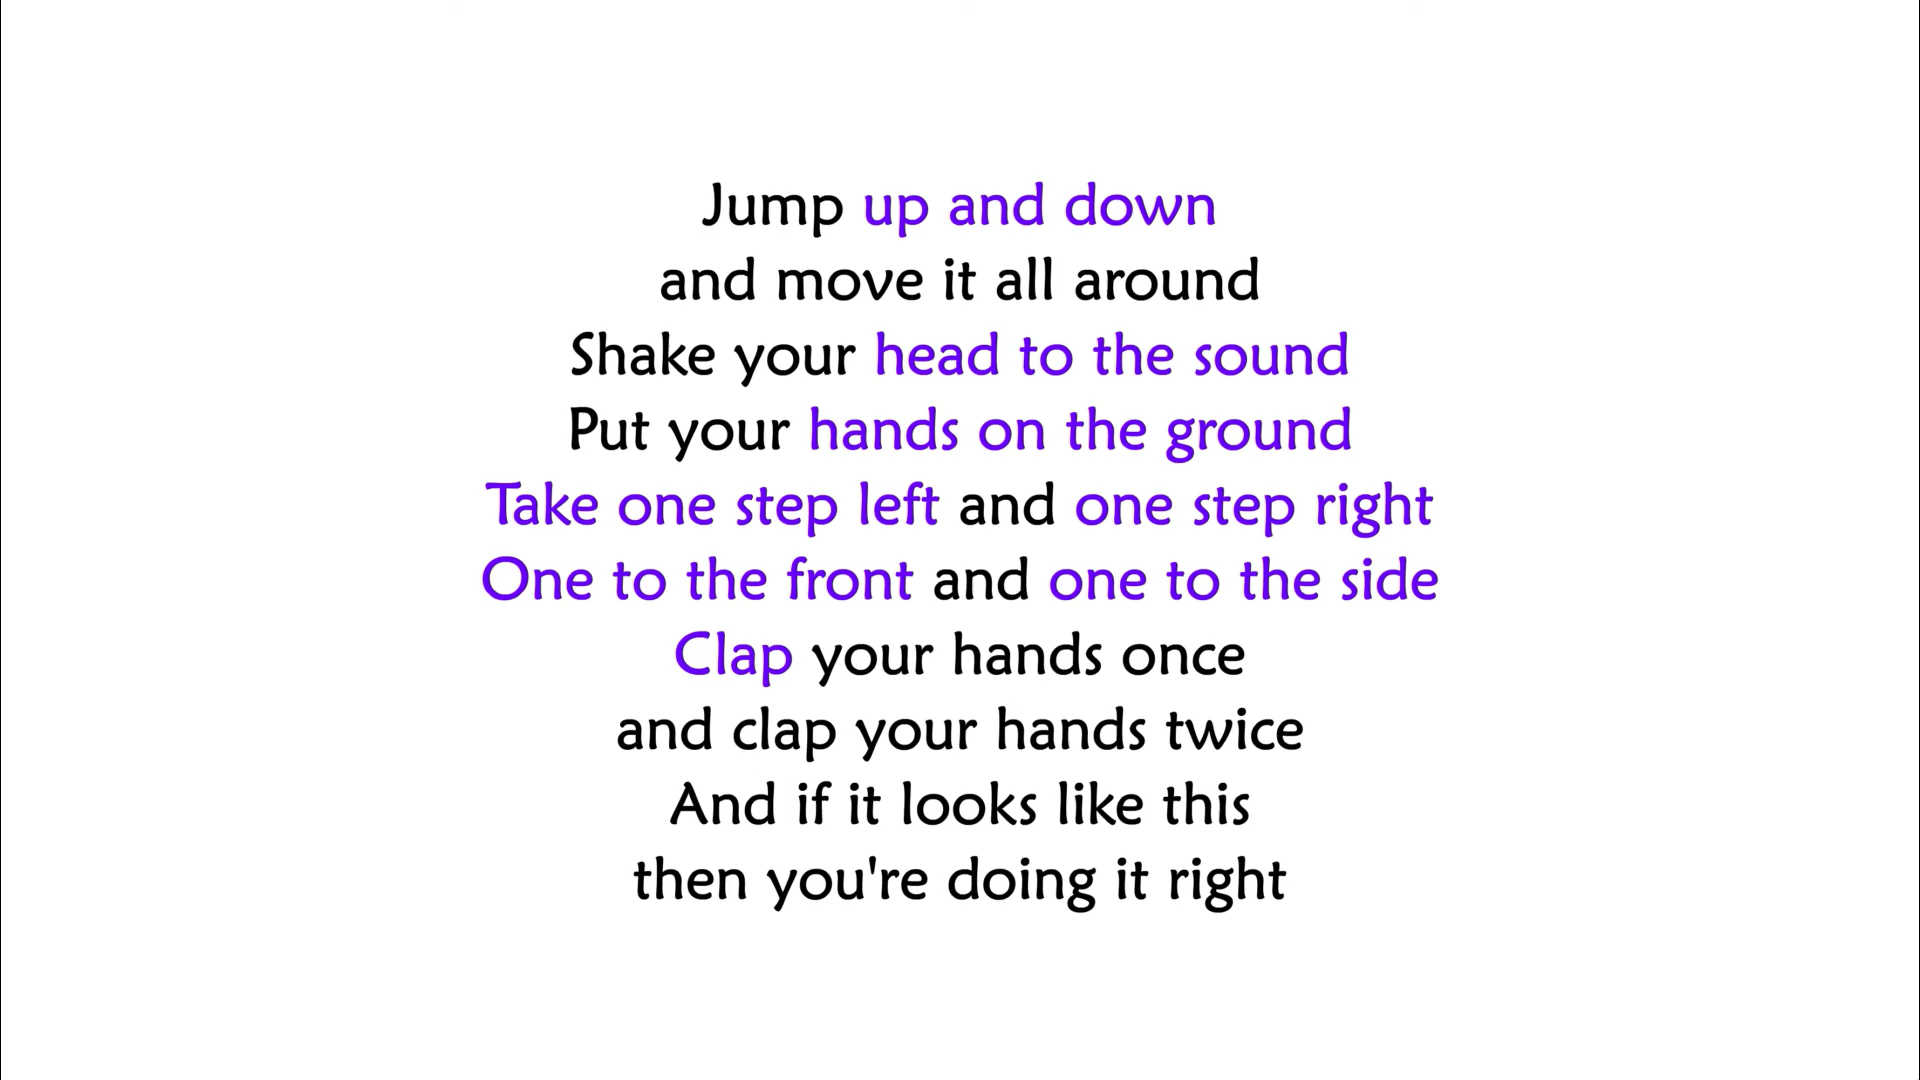 Jump up and down
and move it all around
Shake your head to the sound
Put your hands on the ground
Take one step left and one step right
One to the front and one to the side
Clap your hands once
and clap your hands twice
And if it looks like this
then you're doing it right